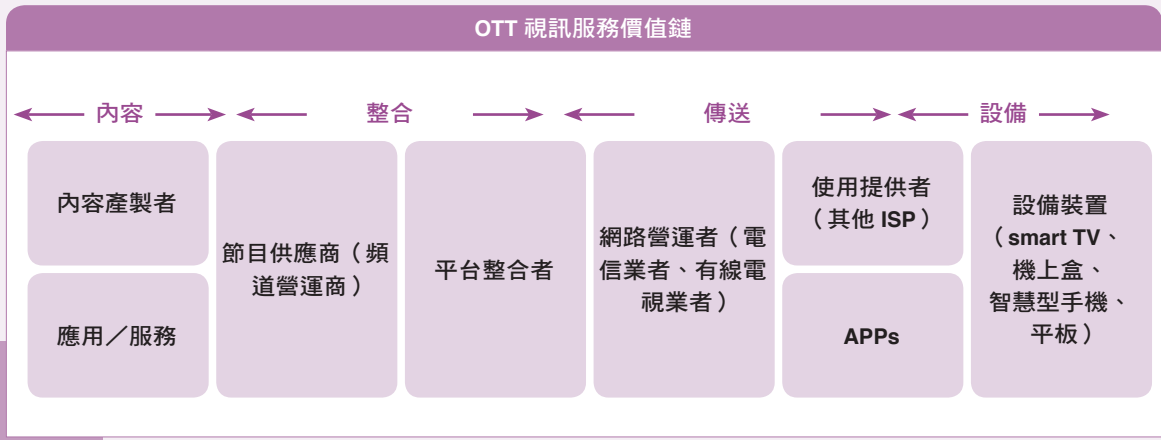 OTT 視訊服務價值鏈
內容
整合
傳送
設備
內容產製者
應用／服務
節目供應商（頻
道營運商）
平台整合者
網路營運者（電
信業者、有線電
視業者）
使用提供者
（其他 ISP）
APPs
設備裝置
（smart TV、
機上盒、
智慧型手機、
平板）